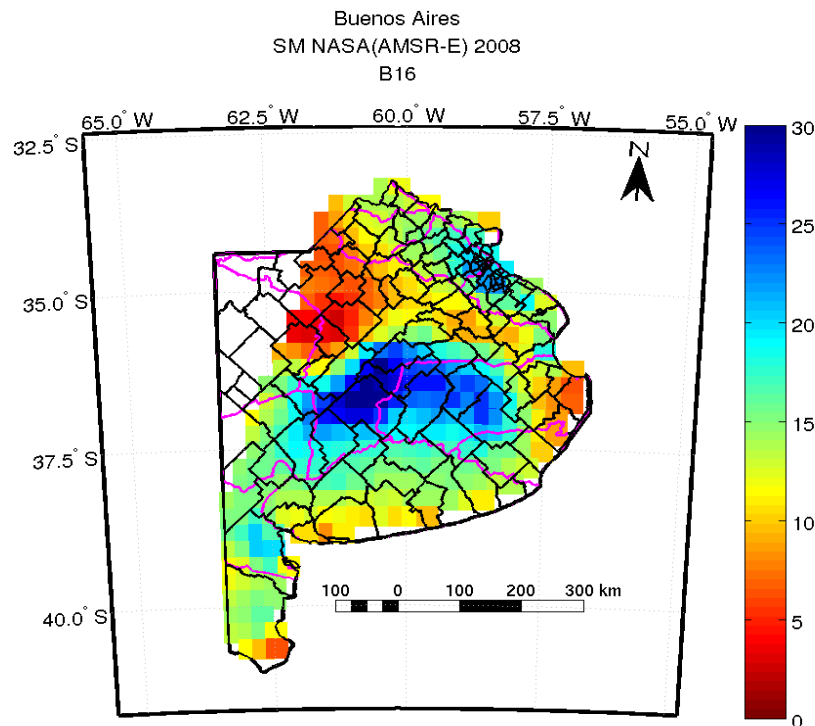 Buenos Aires
SM NASA(AMSR-E) 2008
B16
65.0° W 62.5° W 60.0° W 57.5° W 55.0° W
32.5° S
35.0° S
37.5° S
40.0° S
N
100 0 100 200 300 km
30
25
20
15
10
5
0